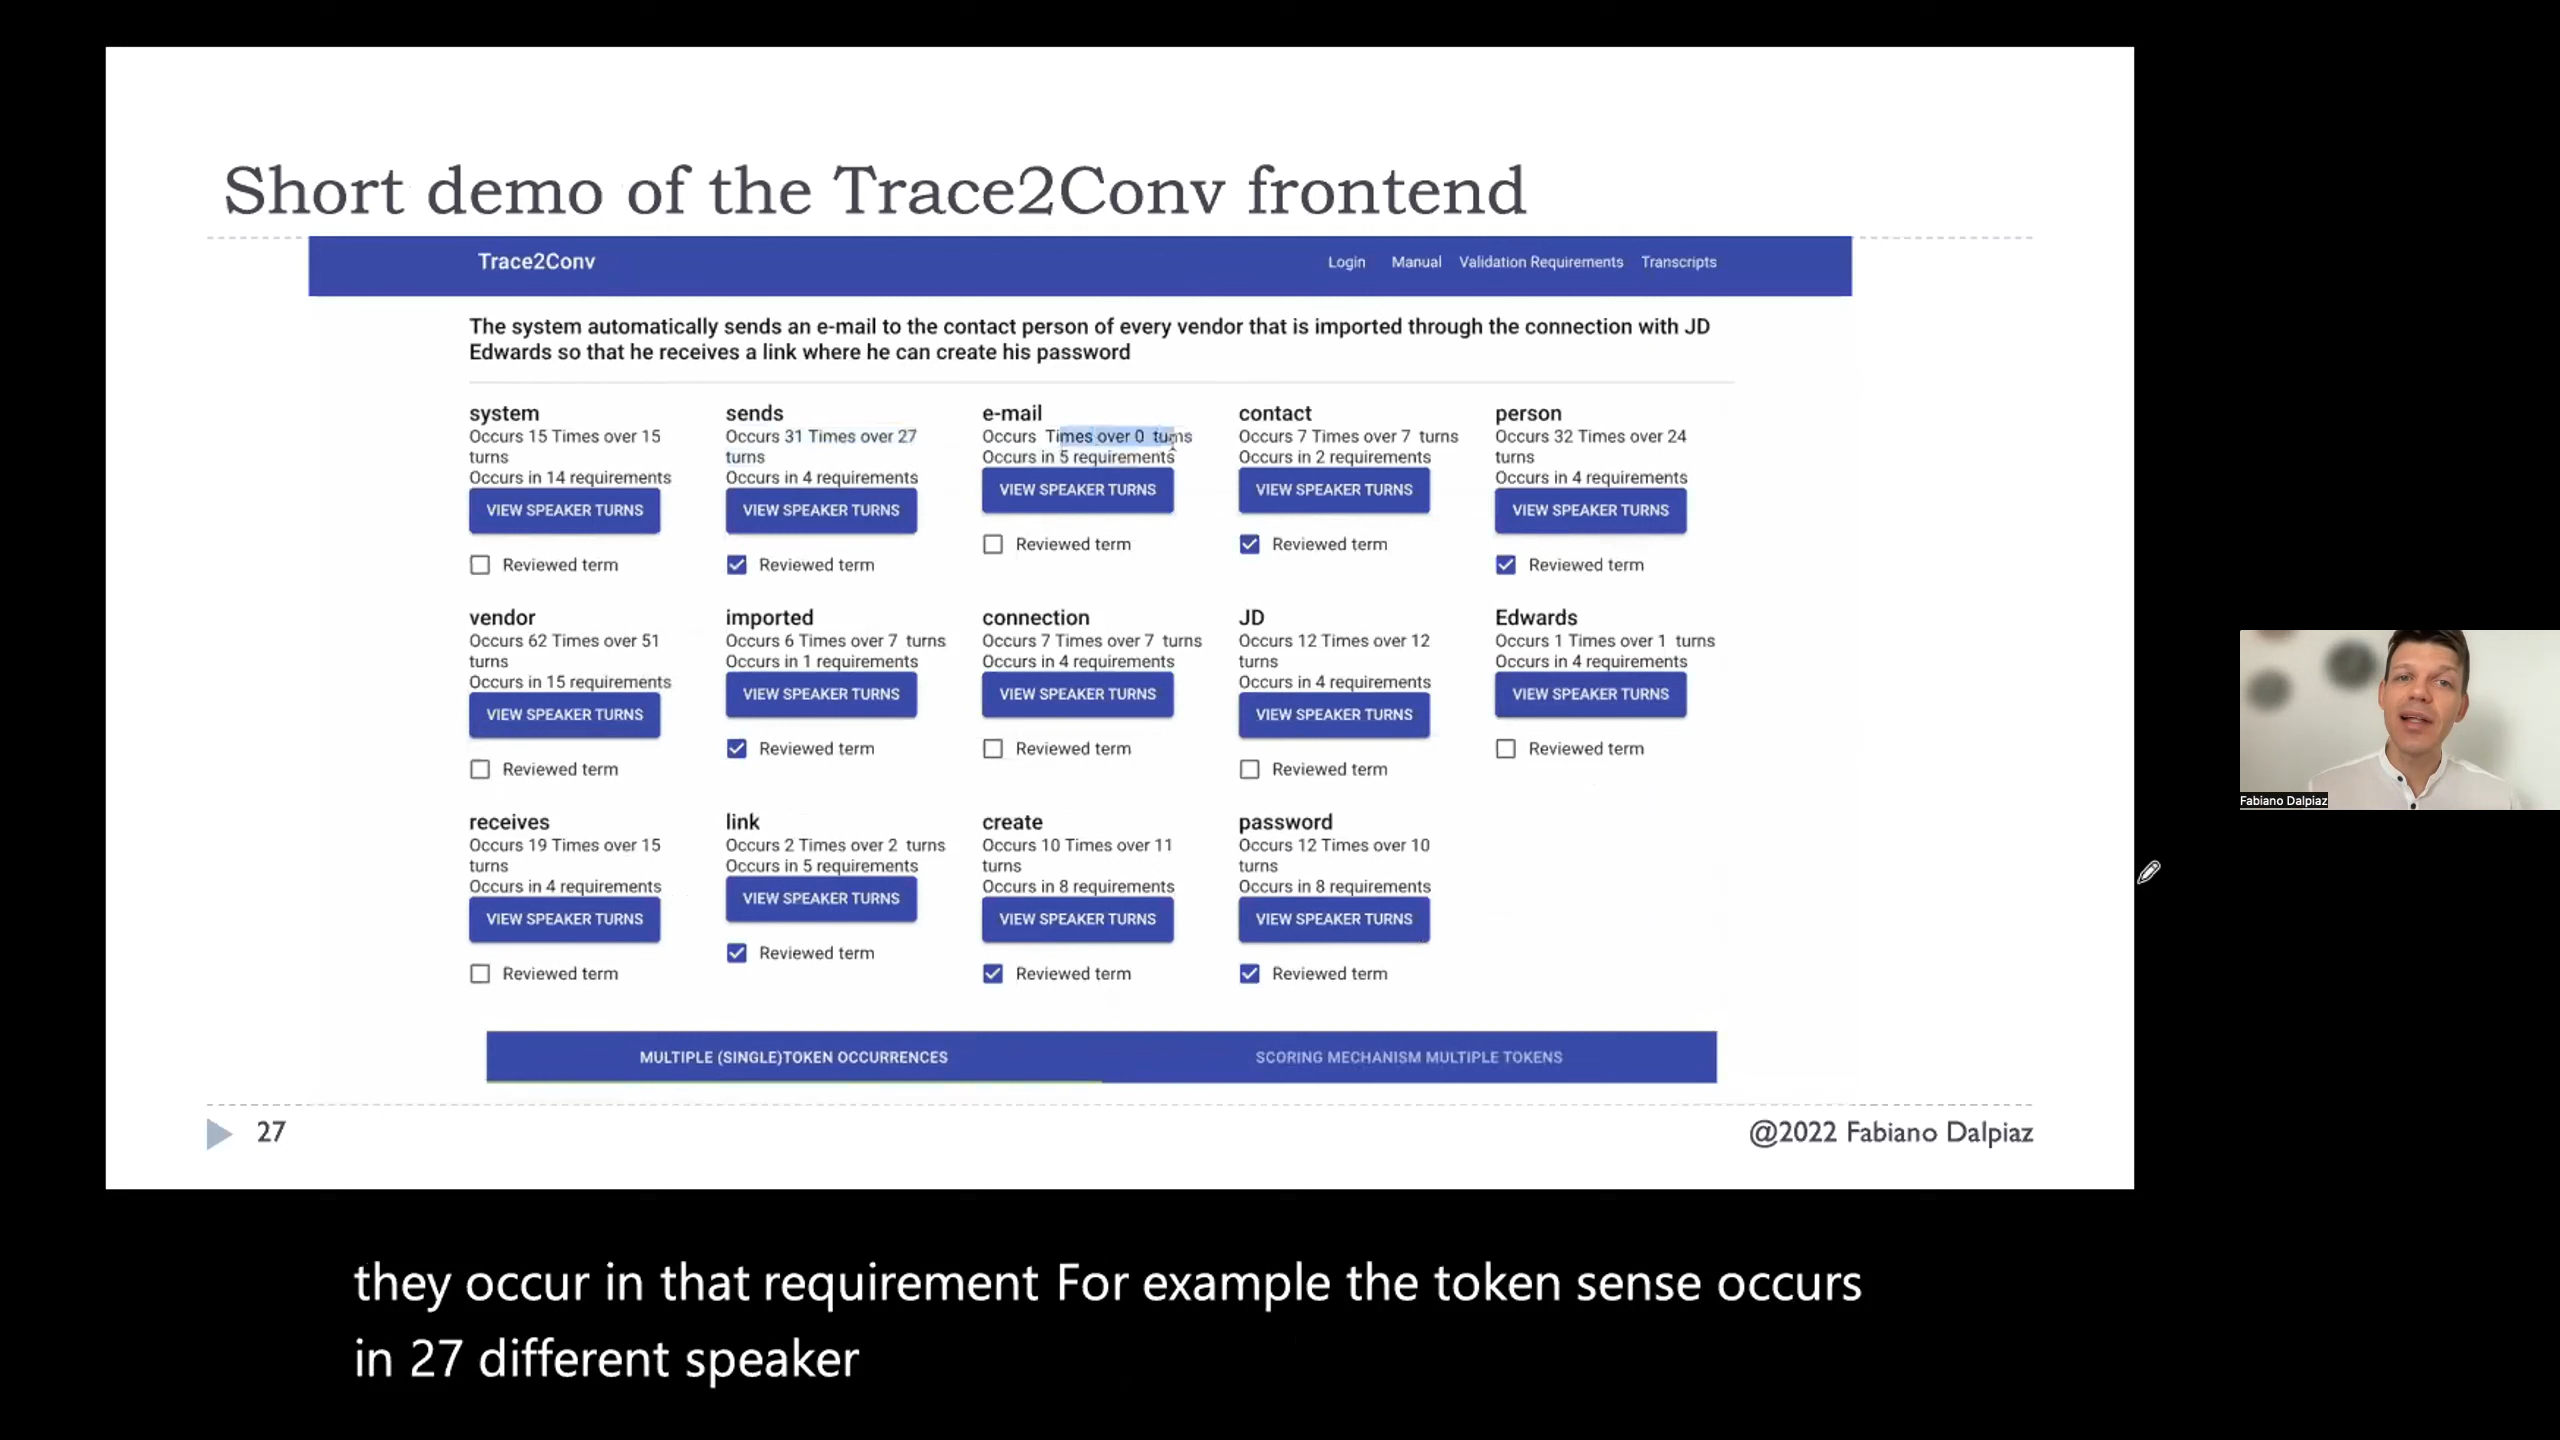 Short demo of the Trace2Conv frontend
Trace2Conv
Login Manual Validation Requirements Transcripts
The system automatically sends an e-mail to the contact person of every vendor that is imported through the connection with JD
Edwards so that he receives a link where he can create his password
system
Occurs 15 Times over 15
turns
Occurs in 14 requirements
VIEW SPEAKER TURNS
Reviewed term
sends
Occurs 31 Times over 27
turns
Occurs in 4 requirements
VIEW SPEAKER TURNS
Reviewed term
e-mail
Occurs Times over 0 turns
Occurs in 5 requirements
VIEW SPEAKER TURNS
Reviewed term
contact
Occurs 7 Times over 7 turns
Occurs in 2 requirements
VIEW SPEAKER TURNS
Reviewed term
person
Occurs 32 Times over 24
turns
Occurs in 4 requirements
VIEW SPEAKER TURNS
Reviewed term
vendor
Occurs 62 Times over 51
turns
Occurs in 15 requirements
VIEW SPEAKER TURNS
Reviewed term
imported
Occurs 6 Times over 7 turns
Occurs in 1 requirements
VIEW SPEAKER TURNS
Reviewed term
connection
Occurs 7 Times over 7 turns
Occurs in 4 requirements
VIEW SPEAKER TURNS
Reviewed term
JD
Occurs 12 Times over 12
turns
Occurs in 4 requirements
VIEW SPEAKER TURNS
Reviewed term
Edwards
Occurs 1 Times over 1 turns
Occurs in 4 requirements
VIEW SPEAKER TURNS
Reviewed term
receives
Occurs 19 Times over 15
turns
Occurs in 4 requirements
VIEW SPEAKER TURNS
Reviewed term
link
Occurs 2 Times over 2 turns
Occurs in 5 requirements
VIEW SPEAKER TURNS
Reviewed term
create
Occurs 10 Times over 11
turns
Occurs in 8 requirements
VIEW SPEAKER TURNS
Reviewed term
password
Occurs 12 Times over 10
turns
Occurs in 8 requirements
VIEW SPEAKER TURNS
Reviewed term
MULTIPLE (SINGLE)TOKEN OCCURRENCES
SCORING MECHANISM MULTIPLE TOKENS
27
@2022 Fabiano Dalpiaz
Fabiano Dalpiaz
they occur in that requirement For example the token sense occurs
in 27 different speaker